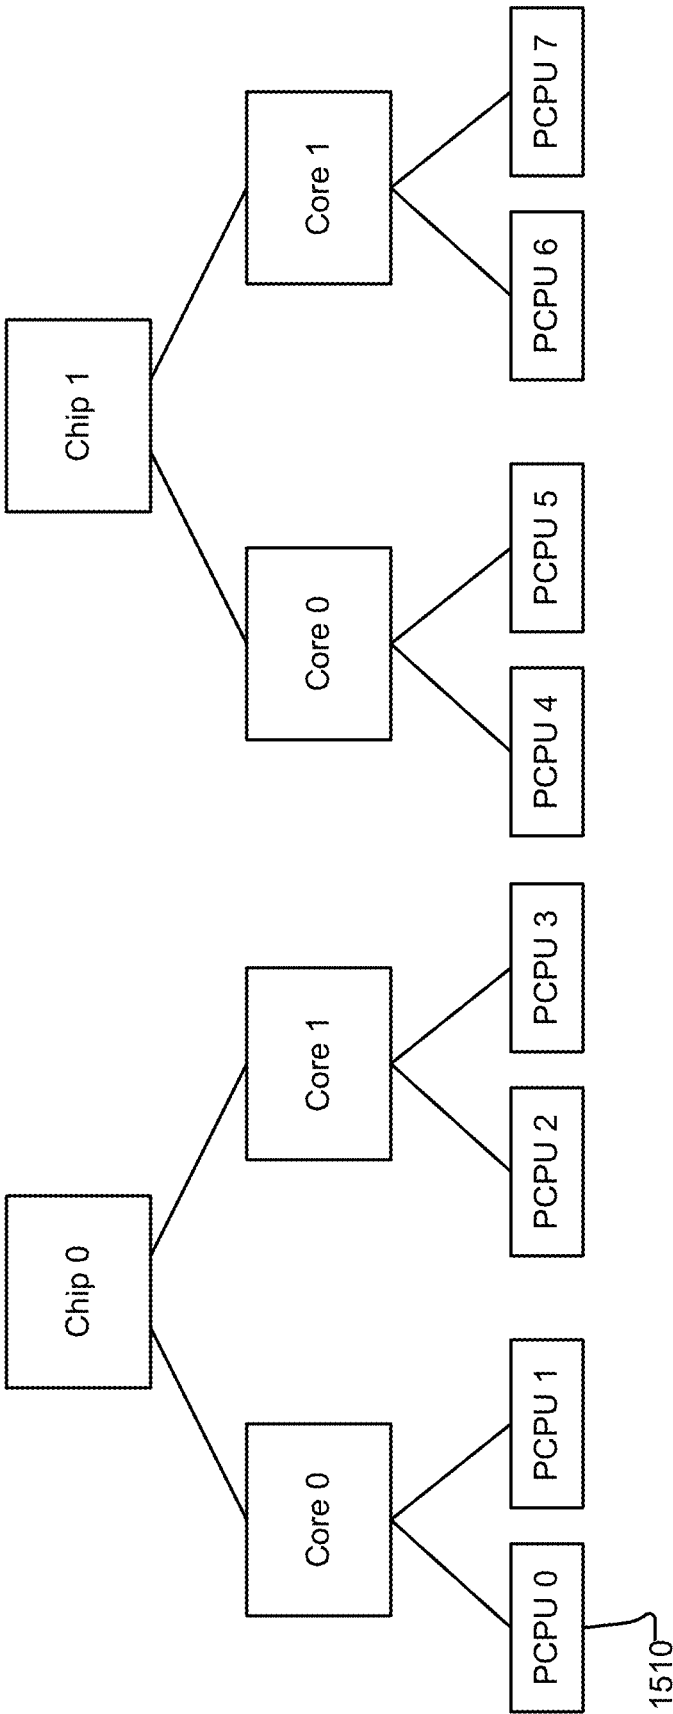 Chip 0
Chip 1
Core 0
Core 1
Core 0
Core 1
PCPU 0
PCPU 1
PCPU 2
PCPU 3
PCPU 4
PCPU 5
PCPU 6
PCPU 7
1510